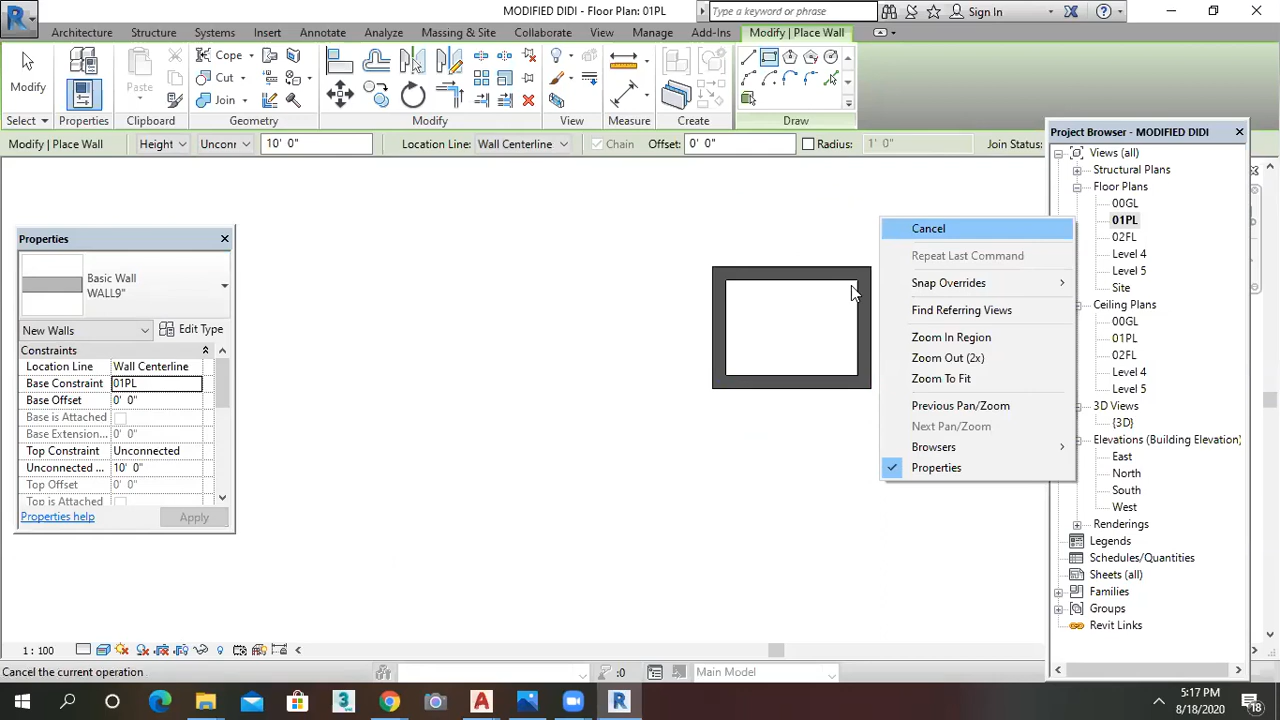 MODIFIED DIDI - Floor Plan: 01PL
Type a keyword or phrase
Sign In
Architecture
Structure
Systems
Insert
Annotate
Analyze
Massing & Site
Collaborate
View
Manage
Add-Ins
Modify | Place Wall
Modify
Paste
Cope
Cut
Join
Select
Properties
Clipboard
Geometry
Modify
View
Measure
Create
Draw
Modify | Place Wall
Height
Unconn
10' 0"
Location Line:
Wall Centerline
Chain
Offset:
0' 0"
Radius:
1' 0"
Join Status:
Properties
Basic Wall
WALL9"
New Walls
Edit Type
Constraints
Location Line
Wall Centerline
Base Constraint
01PL
Base Offset
0' 0"
Base is Attached
Base Extension...
0' 0"
Top Constraint
Unconnected
Unconnected ...
10' 0"
Top Offset
0' 0"
Top is Attached
Properties help
Apply
Cancel
Repeat Last Command
Snap Overrides
Find Referring Views
Zoom In Region
Zoom Out (2x)
Zoom To Fit
Previous Pan/Zoom
Next Pan/Zoom
Browsers
Properties
Project Browser - MODIFIED DIDI
Views (all)
Structural Plans
Floor Plans
00GL
01PL
02FL
Level 4
Level 5
Site
Ceiling Plans
00GL
01PL
02FL
Level 4
Level 5
3D Views
{3D}
Elevations (Building Elevation)
East
North
South
West
Renderings
Legends
Schedules/Quantities
Sheets (all)
Families
Groups
Revit Links
1 : 100
Cancel the current operation
:0
Main Model
5:17 PM
8/18/2020
18